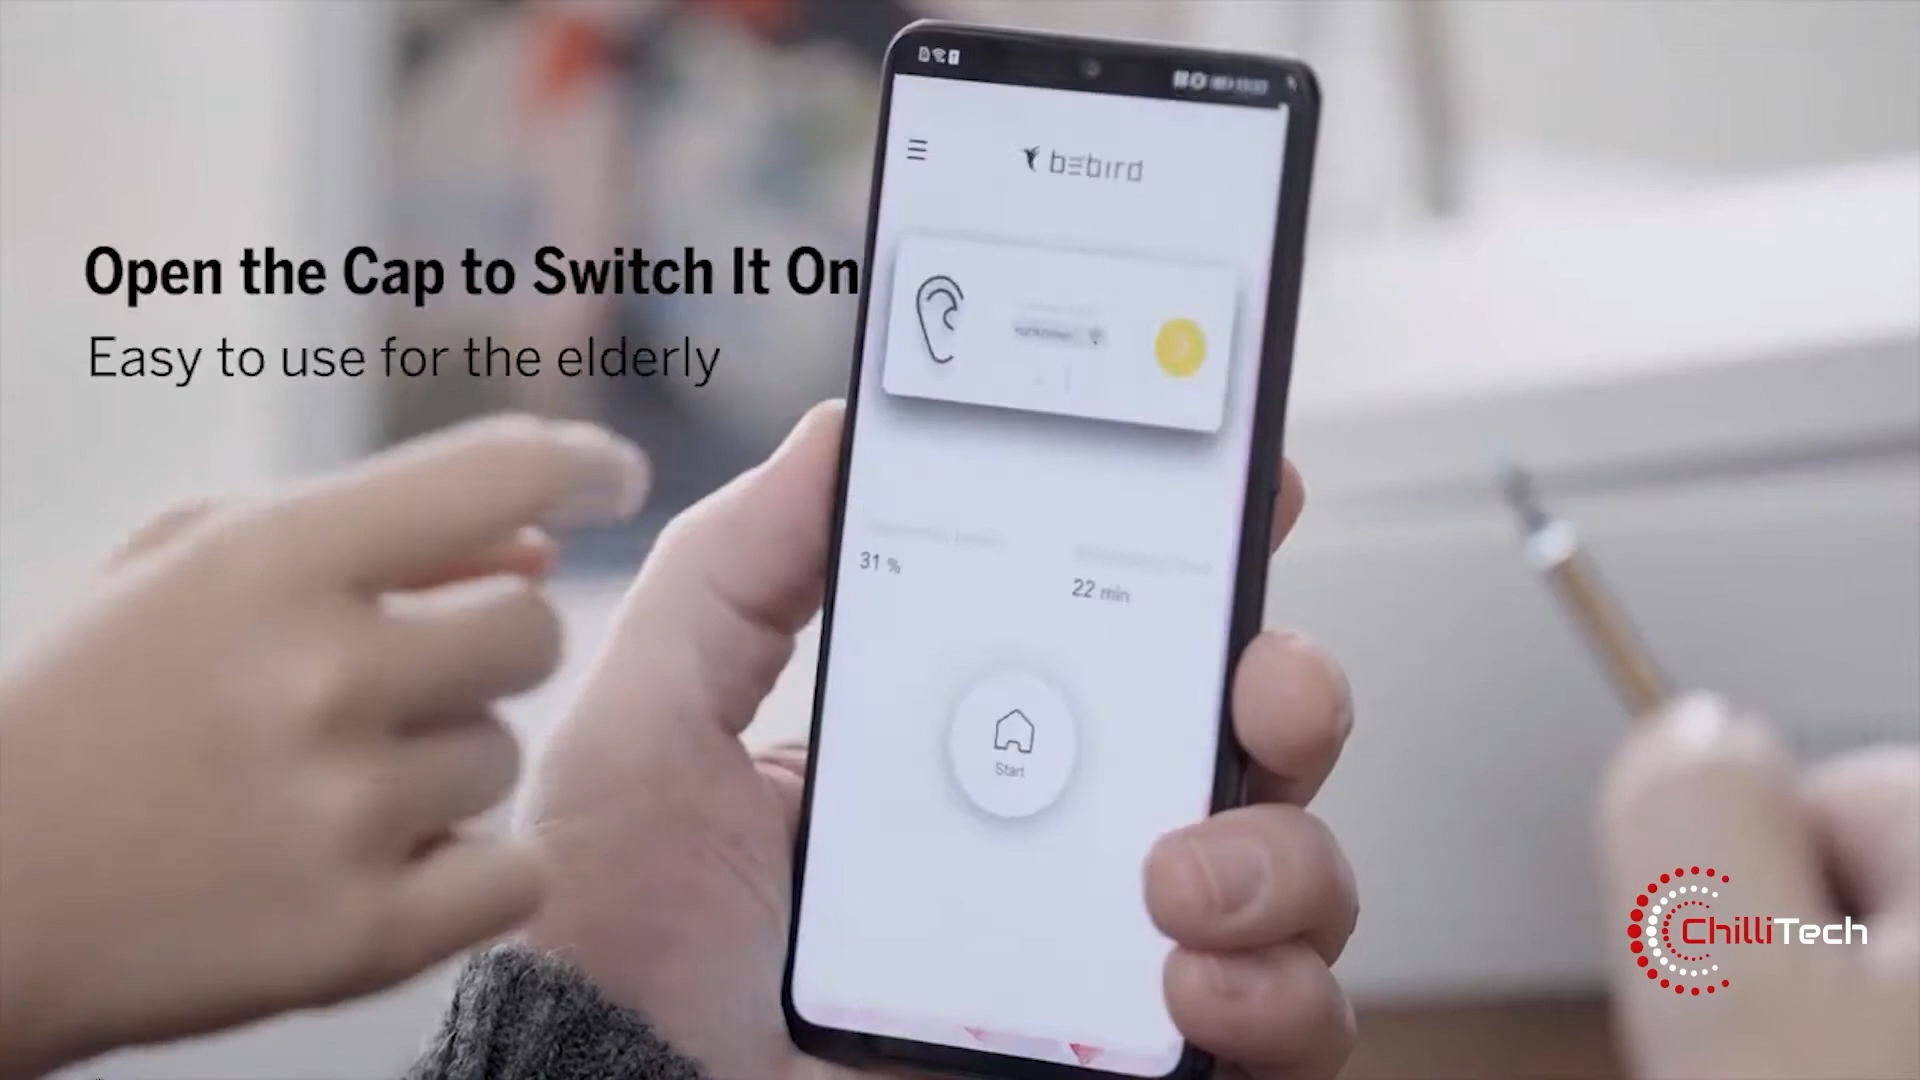 Open the Cap to Switch It On
Easy to use for the elderly
bebird
31 %
22 min
Start
ChilliTech